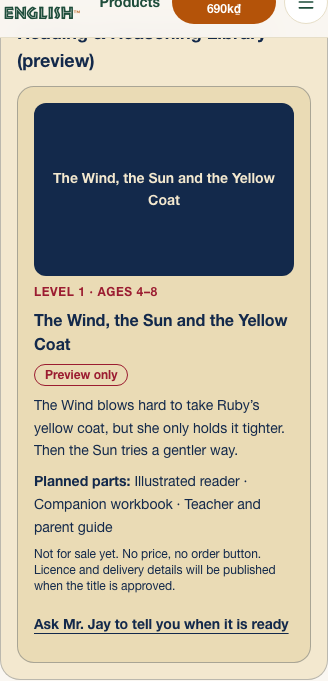 ENGLISH™
Products
690k₫
Reading & Reasoning Library
(preview)
The Wind, the Sun and the Yellow
Coat
LEVEL 1 · AGES 4–8
The Wind, the Sun and the Yellow
Coat
Preview only
The Wind blows hard to take Ruby’s
yellow coat, but she only holds it tighter.
Then the Sun tries a gentler way.
Planned parts: Illustrated reader ·
Companion workbook · Teacher and
parent guide
Not for sale yet. No price, no order button.
Licence and delivery details will be published
when the title is approved.
Ask Mr. Jay to tell you when it is ready